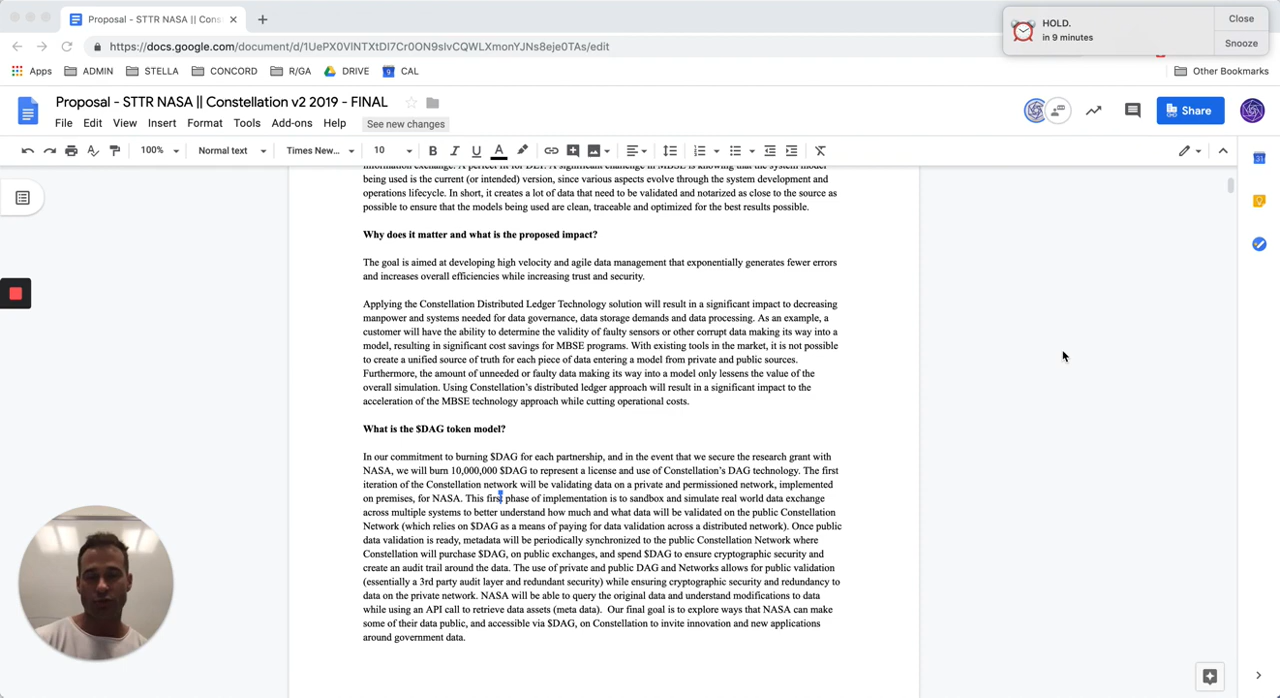 Proposal - STTR NASA || Cons
https://docs.google.com/document/d/1UePX0VlNTXtDl7Cr0ON9slvCQWLXmonYJNs8eje0TAs/edit
HOLD.
in 9 minutes
Close
Snooze
Apps ADMIN STELLA CONCORD R/GA DRIVE CAL Other Bookmarks
Proposal - STTR NASA || Constellation v2 2019 - FINAL
File Edit View Insert Format Tools Add-ons Help See new changes
Share
100% Normal text Times New... 10 B I U A
information exchange. A perfect fit for DLT. A significant challenge in MBSE is knowing that the system model
being used is the current (or intended) version, since various aspects evolve through the system development and
operations lifecycle. In short, it creates a lot of data that need to be validated and notarized as close to the source as
possible to ensure that the models being used are clean, traceable and optimized for the best results possible.
Why does it matter and what is the proposed impact?
The goal is aimed at developing high velocity and agile data management that exponentially generates fewer errors
and increases overall efficiencies while increasing trust and security.
Applying the Constellation Distributed Ledger Technology solution will result in a significant impact to decreasing
manpower and systems needed for data governance, data storage demands and data processing. As an example, a
customer will have the ability to determine the validity of faulty sensors or other corrupt data making its way into a
model, resulting in significant cost savings for MBSE programs. With existing tools in the market, it is not possible
to create a unified source of truth for each piece of data entering a model from private and public sources.
Furthermore, the amount of unneeded or faulty data making its way into a model only lessens the value of the
overall simulation. Using Constellation's distributed ledger approach will result in a significant impact to the
acceleration of the MBSE technology approach while cutting operational costs.
What is the $DAG token model?
In our commitment to burning $DAG for each partnership, and in the event that we secure the research grant with
NASA, we will burn 10,000,000 $DAG to represent a license and use of Constellation's DAG technology. The first
iteration of the Constellation network will be validating data on a private and permissioned network, implemented
on premises, for NASA. This first phase of implementation is to sandbox and simulate real world data exchange
across multiple systems to better understand how much and what data will be validated on the public Constellation
Network (which relies on $DAG as a means of paying for data validation across a distributed network). Once public
data validation is ready, metadata will be periodically synchronized to the public Constellation Network where
Constellation will purchase $DAG, on public exchanges, and spend $DAG to ensure cryptographic security and
create an audit trail around the data. The use of private and public DAG and Networks allows for public validation
(essentially a 3rd party audit layer and redundant security) while ensuring cryptographic security and redundancy to
data on the private network. NASA will be able to query the original data and understand modifications to data
while using an API call to retrieve data assets (meta data). Our final goal is to explore ways that NASA can make
some of their data public, and accessible via $DAG, on Constellation to invite innovation and new applications
around government data.